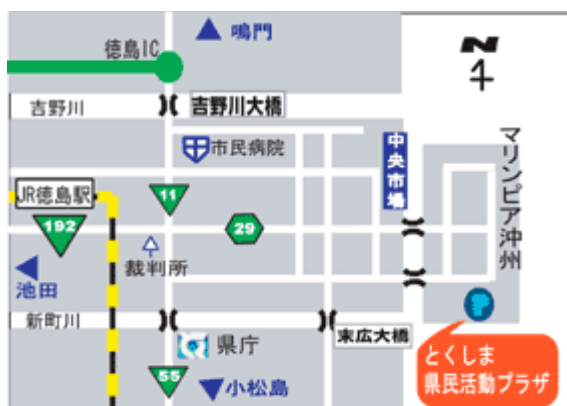 徳島IC
鳴門
N
吉野川
吉野川大橋
市民病院
中央市場
マリンピア沖州
JR徳島駅
11
192
29
裁判所
池田
新町川
県庁
末広大橋
とくしま
県民活動プラザ
55
小松島